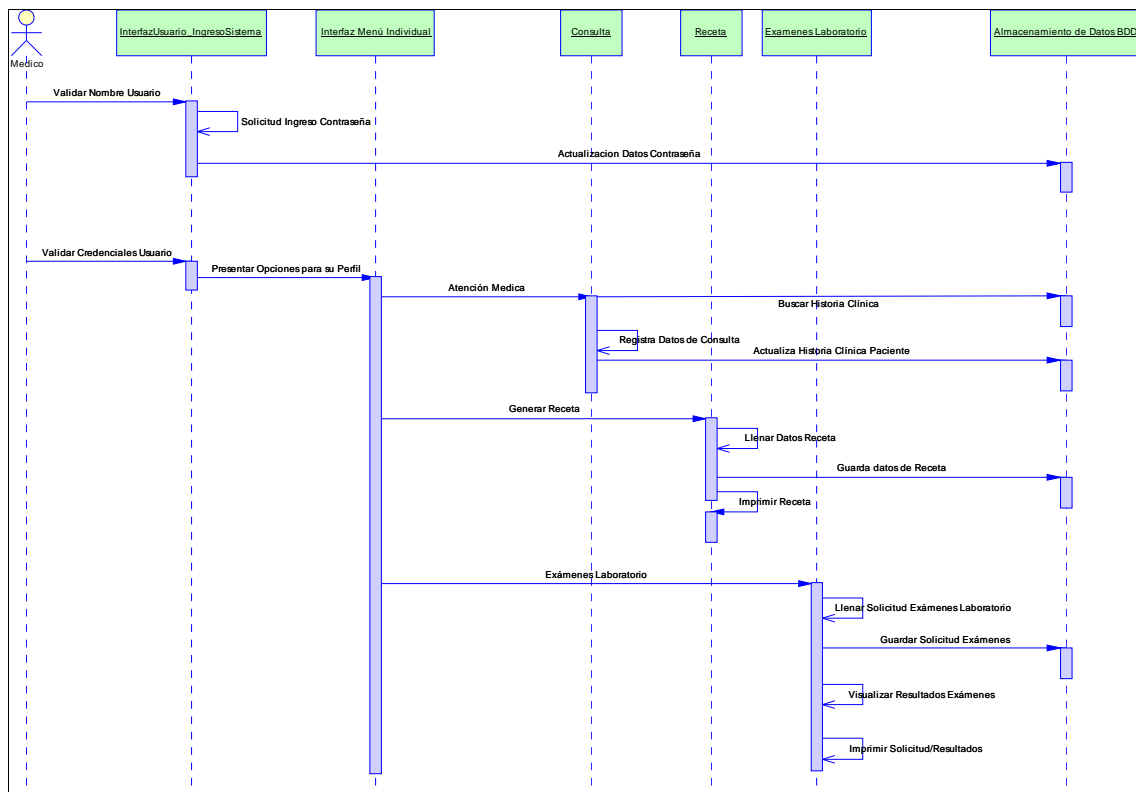 InterfazUsuario_IngresoSistema
Interfaz Menú Individual
Consulta
Receta
Examenes Laboratorio
Almacenamiento de Datos BDD
Medico
Validar Nombre Usuario
Solicitud Ingreso Contraseña
Actualizacion Datos Contraseña
Validar Credenciales Usuario
Presentar Opciones para su Perfil
Atención Medica
Buscar Historia Clínica
Registra Datos de Consulta
Actualiza Historia Clínica Paciente
Generar Receta
Llenar Datos Receta
Guarda datos de Receta
Imprimir Receta
Exámenes Laboratorio
Llenar Solicitud Exámenes Laboratorio
Guardar Solicitud Exámenes
Visualizar Resultados Exámenes
Imprimir Solicitud/Resultados